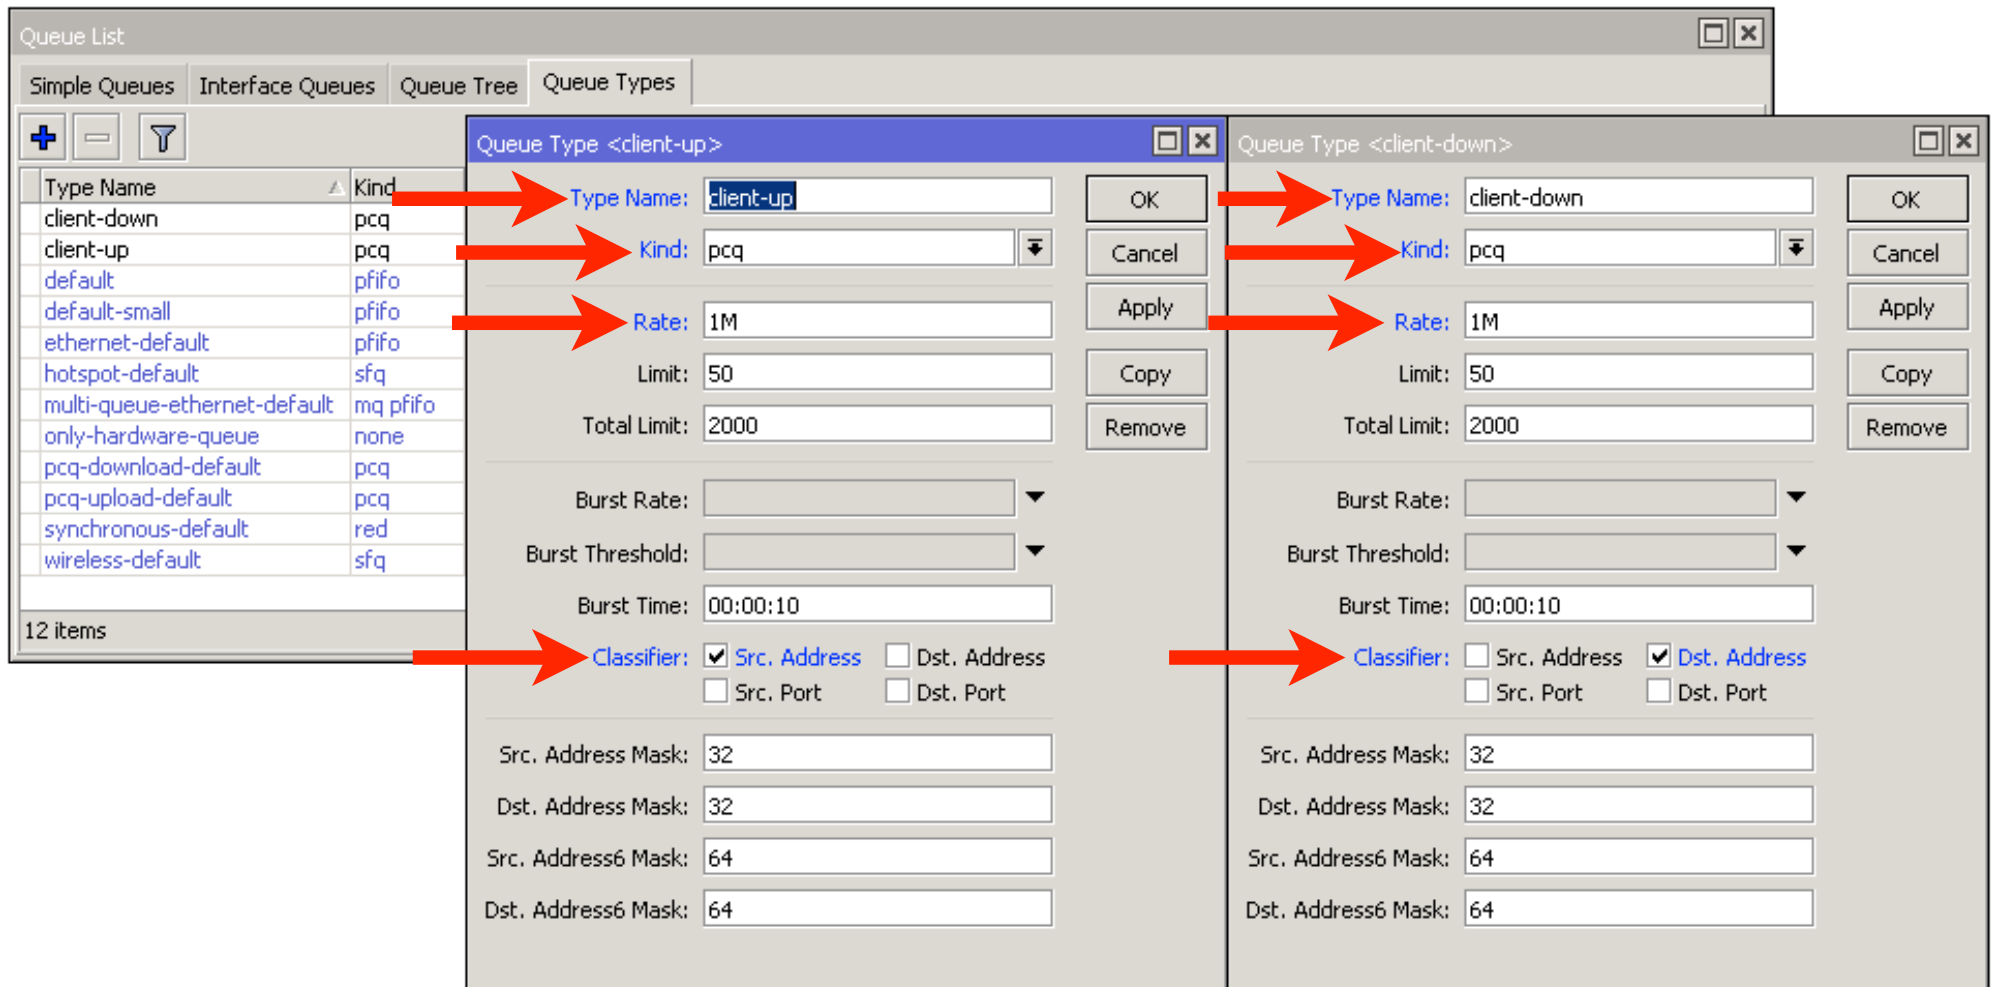 Queue List
Simple Queues Interface Queues Queue Tree Queue Types
Type Name Kind
client-down pcq
client-up pcq
default pfifo
default-small pfifo
ethernet-default pfifo
hotspot-default sfq
multi-queue-ethernet-default mq pfifo
only-hardware-queue none
pcq-download-default pcq
pcq-upload-default pcq
synchronous-default red
wireless-default sfq
12 items
Queue Type <client-up>
Type Name: client-up OK
Kind: pcq Cancel
Rate: 1M Apply
Limit: 50 Copy
Total Limit: 2000 Remove
Burst Rate:
Burst Threshold:
Burst Time: 00:00:10
Classifier: Src. Address Dst. Address
Src. Port Dst. Port
Src. Address Mask: 32
Dst. Address Mask: 32
Src. Address6 Mask: 64
Dst. Address6 Mask: 64
Queue Type <client-down>
Type Name: client-down OK
Kind: pcq Cancel
Rate: 1M Apply
Limit: 50 Copy
Total Limit: 2000 Remove
Burst Rate:
Burst Threshold:
Burst Time: 00:00:10
Classifier: Src. Address Dst. Address
Src. Port Dst. Port
Src. Address Mask: 32
Dst. Address Mask: 32
Src. Address6 Mask: 64
Dst. Address6 Mask: 64